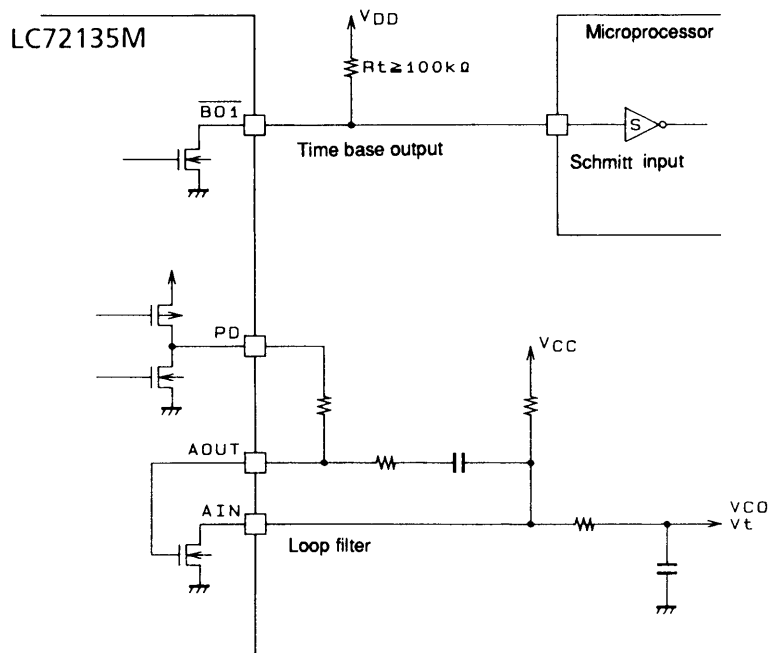 LC72135M
VDD
Microprocessor
Rt≥100kΩ
BO1
S
Time base output
Schmitt input
PD
VCC
AOUT
AIN
VCO
Vt
Loop filter